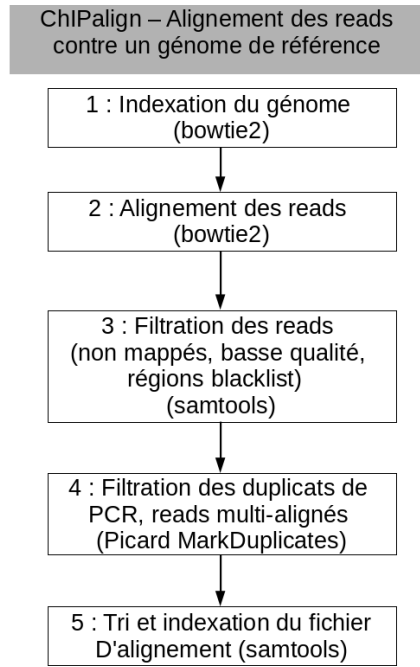 ChIPalign – Alignement des reads
contre un génome de référence
1 : Indexation du génome
(bowtie2)
2 : Alignement des reads
(bowtie2)
3 : Filtration des reads
(non mappés, basse qualité,
régions blacklist)
(samtools)
4 : Filtration des duplicats de
PCR, reads multi-alignés
(Picard MarkDuplicates)
5 : Tri et indexation du fichier
D'alignement (samtools)